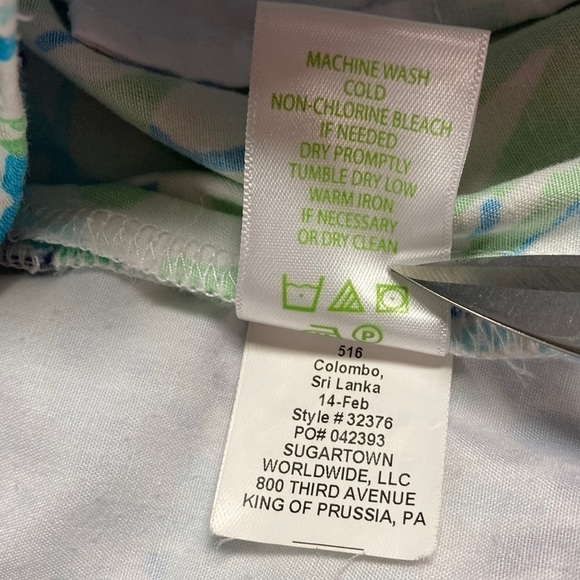 MACHINE WASH
COLD
NON-CHLORINE BLEACH
IF NEEDED
DRY PROMPTLY
TUMBLE DRY LOW
WARM IRON
IF NECESSARY
OR DRY CLEAN
P
516
Colombo,
Sri Lanka
14-Feb
Style # 32376
PO# 042393
SUGARTOWN
WORLDWIDE, LLC
800 THIRD AVENUE
KING OF PRUSSIA, PA